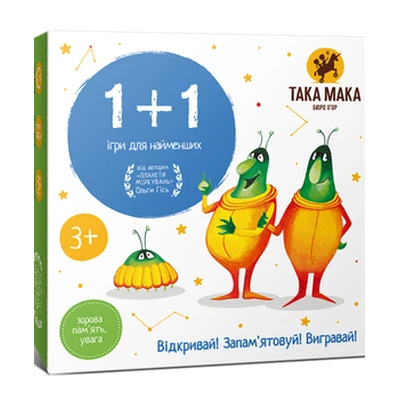 1+1
ігри для найменших
від авторки
«ПЛАНЕТИ
МІРКУВАНЬ»
Ольги Гісь
ТАКА МАКА
БЮРО ІГОР
3+
зорова
пам'ять,
увага
Відкривай! Запам'ятовуй! Вигравай!